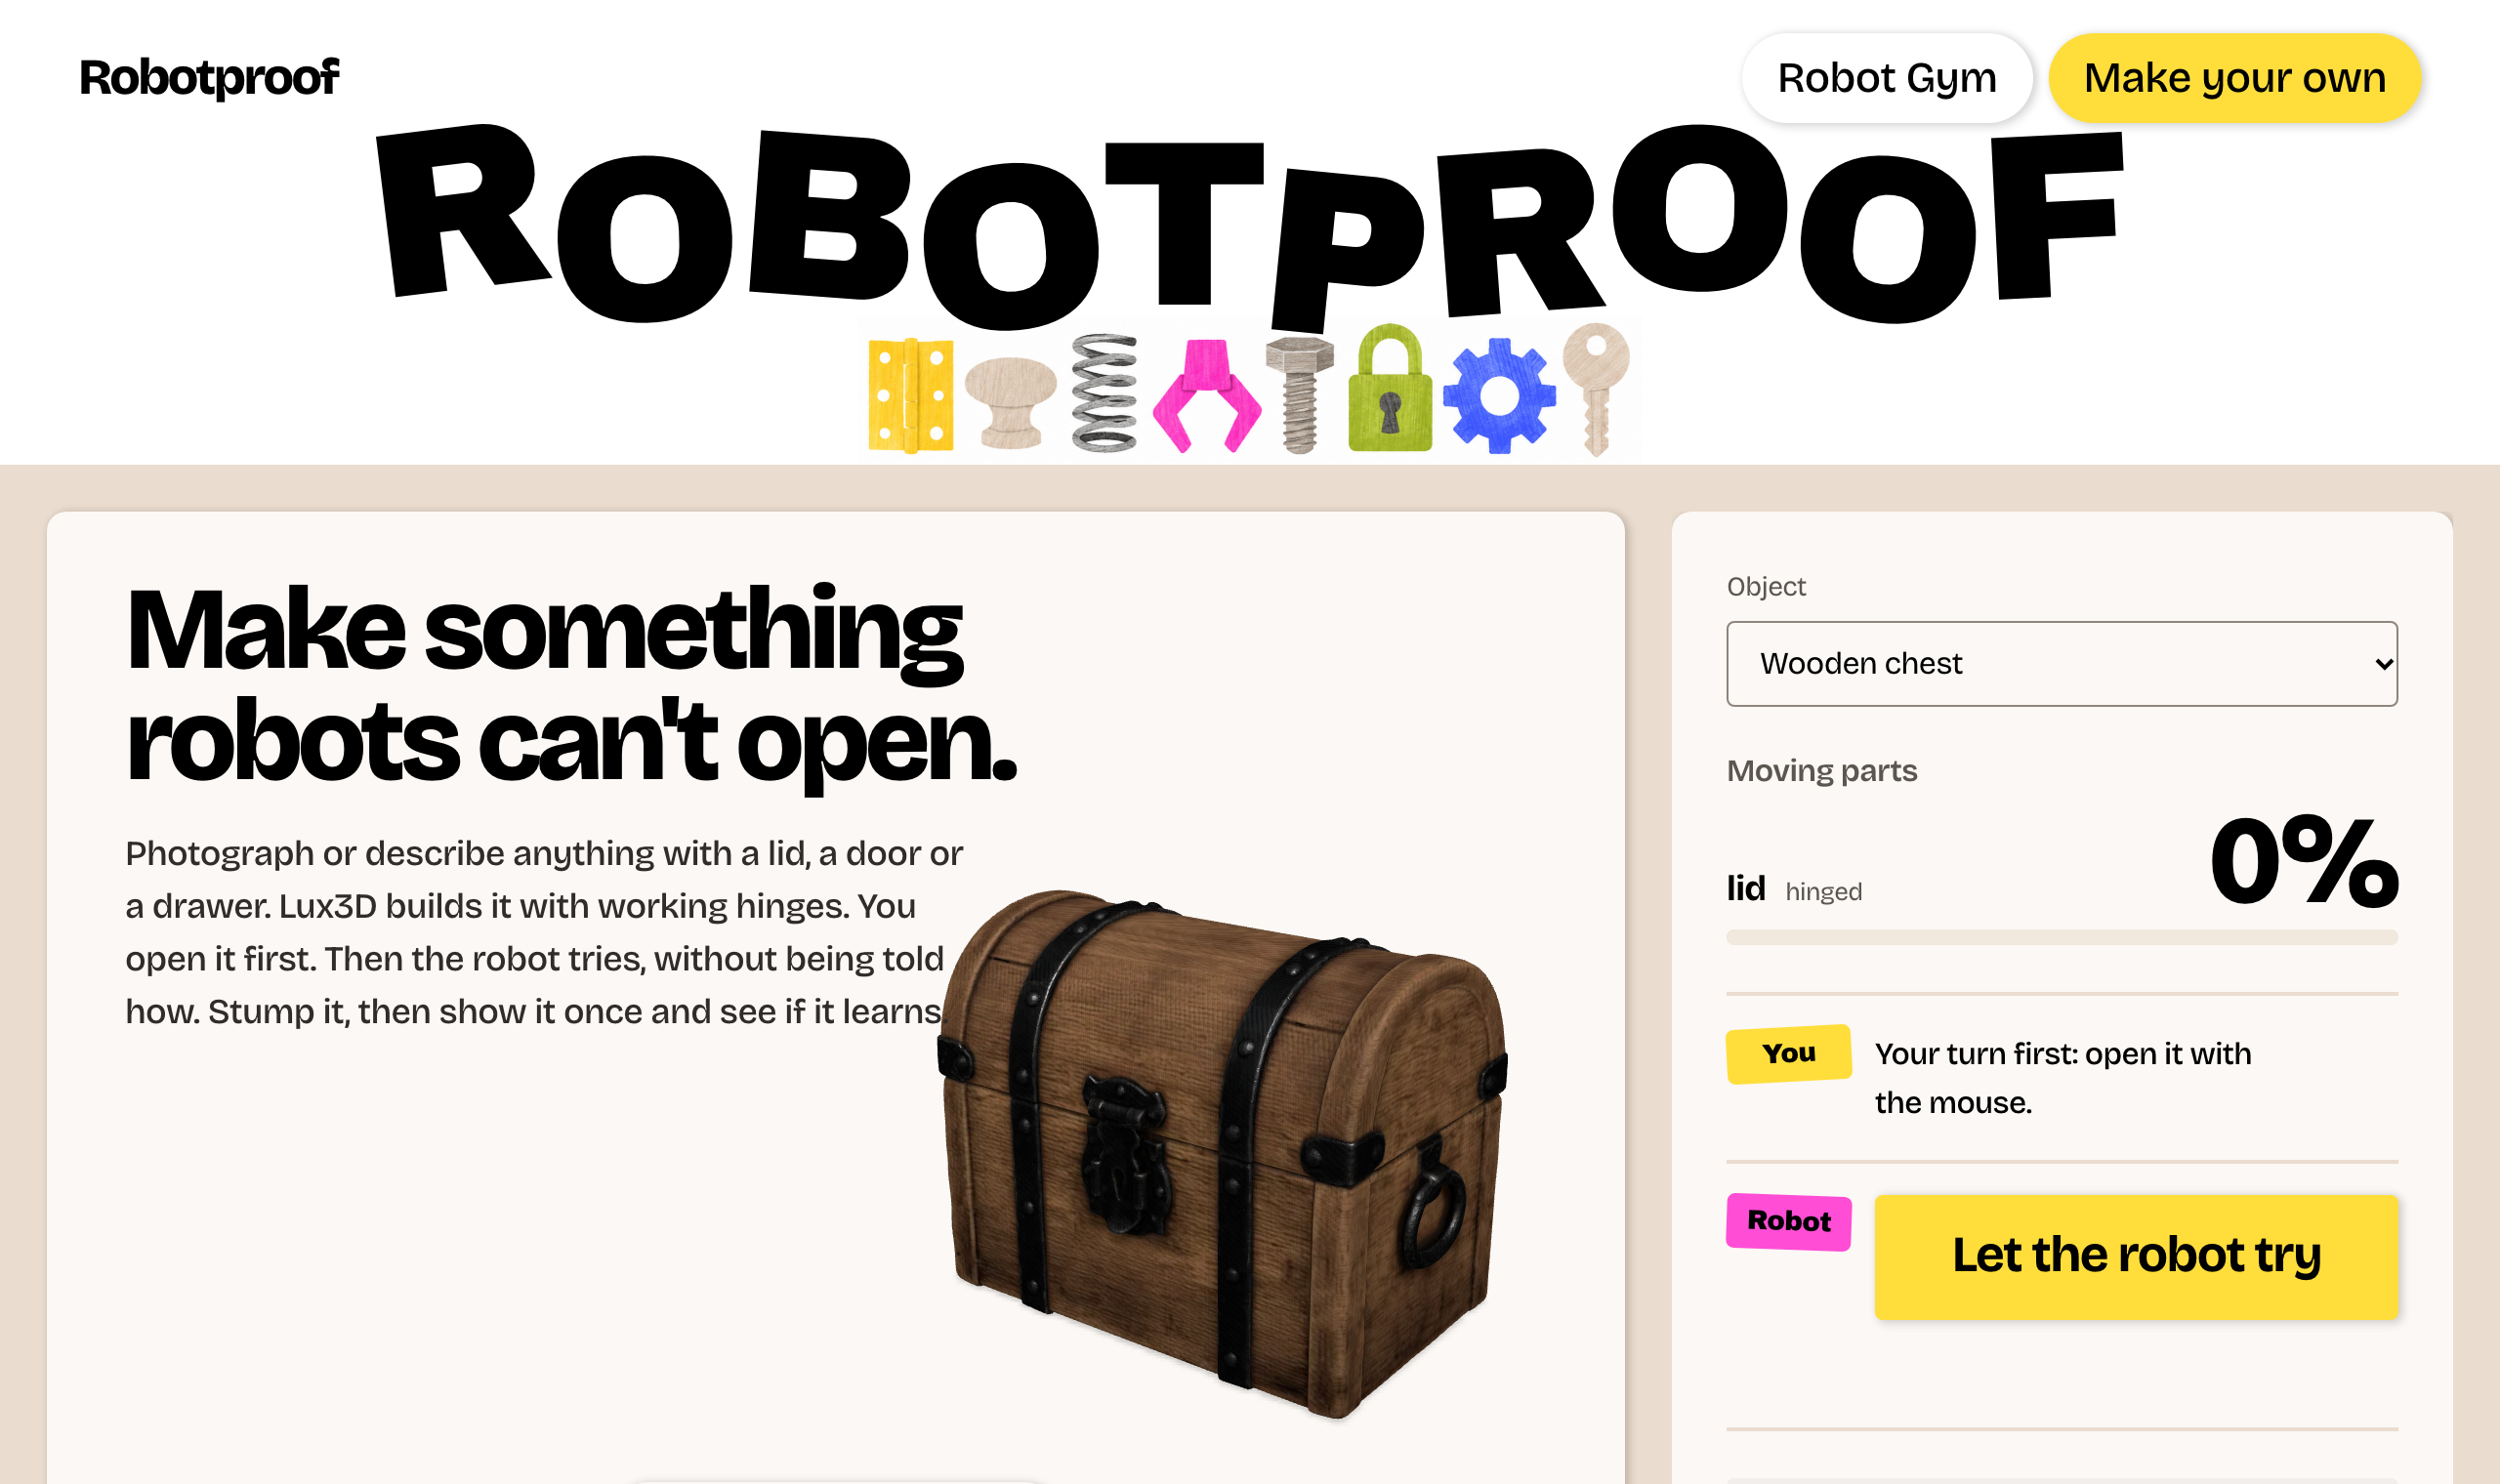 Robotproof
Robot Gym
Make your own
ROBOTPROOF
Make something
robots can't open.
Photograph or describe anything with a lid, a door or
a drawer. Lux3D builds it with working hinges. You
open it first. Then the robot tries, without being told
how. Stump it, then show it once and see if it learns.
Object
Wooden chest
Moving parts
lid hinged
0%
You
Your turn first: open it with
the mouse.
Robot
Let the robot try